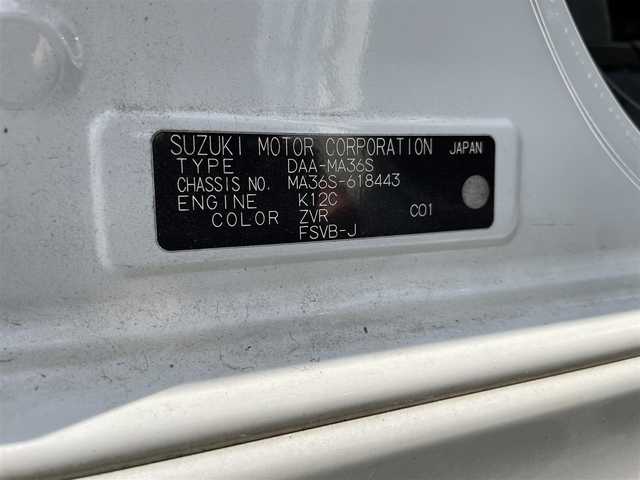 SUZUKI MOTOR CORPORATION JAPAN
TYPE DAA-MA36S
CHASSIS NO. MA36S-618443
ENGINE K12C
COLOR ZVR C01
FSVB-J